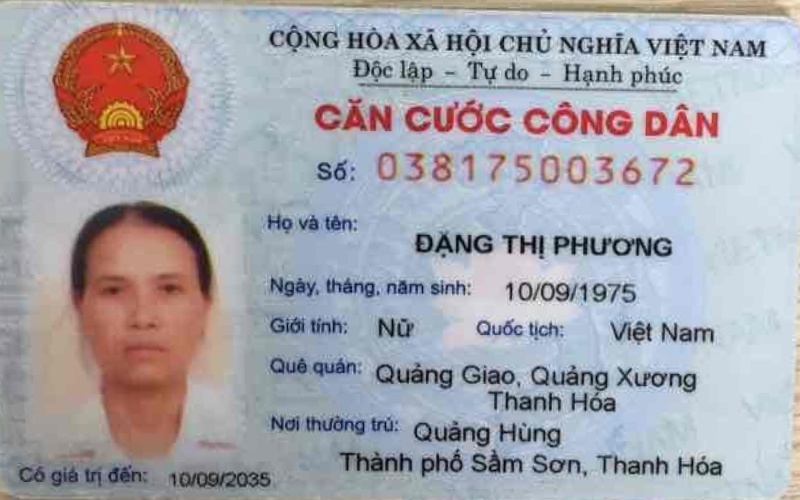 CỘNG HÒA XÃ HỘI CHỦ NGHĨA VIỆT NAM
Độc lập - Tự do - Hạnh phúc
CĂN CƯỚC CÔNG DÂN
Số: 038175003672
Họ và tên:
ĐẶNG THỊ PHƯƠNG
Ngày, tháng, năm sinh: 10/09/1975
Giới tính: Nữ Quốc tịch: Việt Nam
Quê quán: Quảng Giao, Quảng Xương
Thanh Hóa
Nơi thường trú: Quảng Hùng
Thành phố Sầm Sơn, Thanh Hóa
Có giá trị đến: 10/09/2035